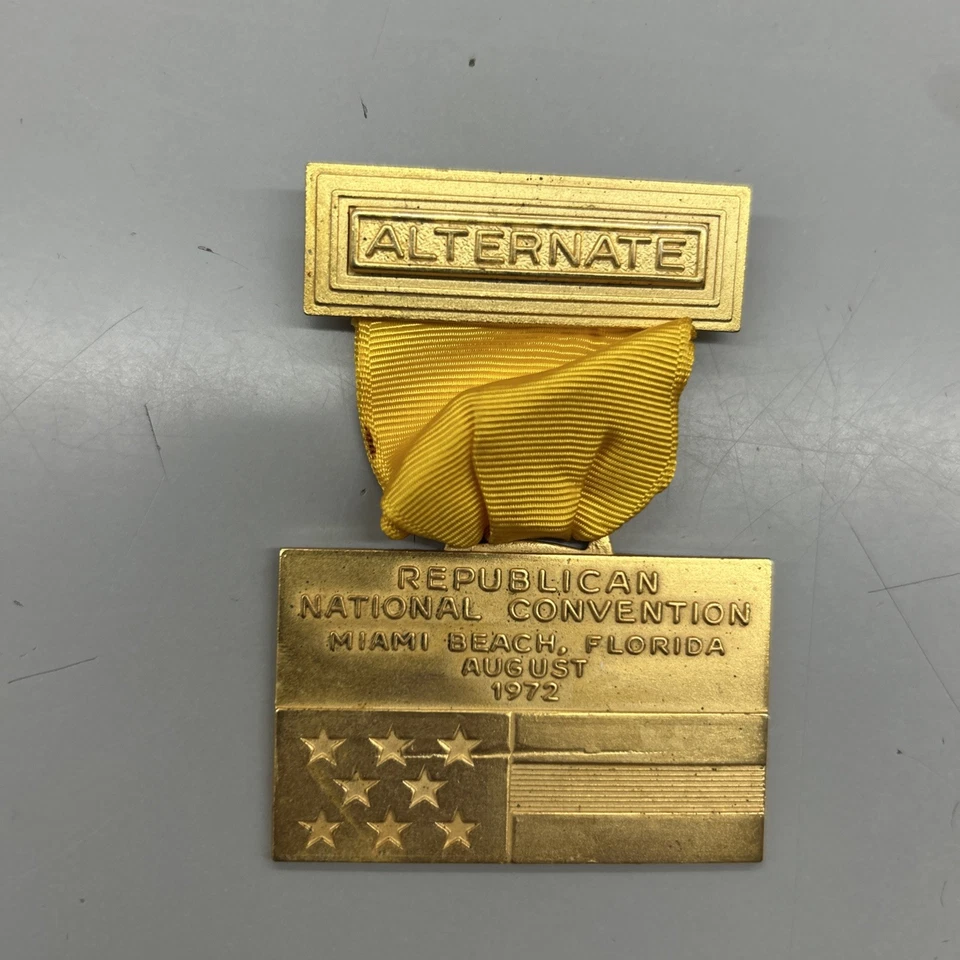 ALTERNATE
REPUBLICAN
NATIONAL CONVENTION
MIAMI BEACH, FLORIDA
AUGUST
1972